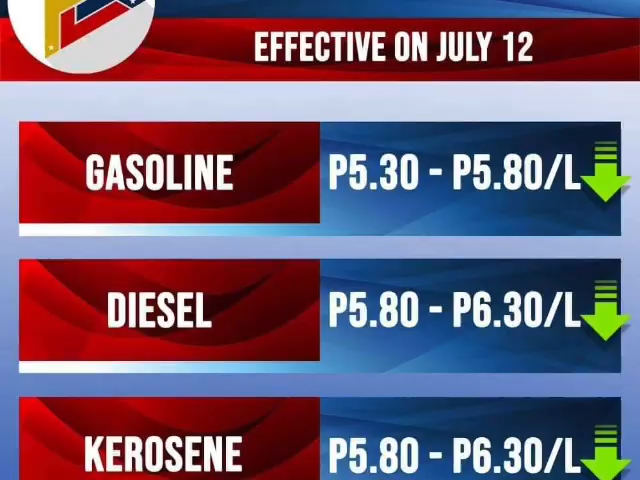 EFFECTIVE ON JULY 12
GASOLINE P5.30 - P5.80/L
DIESEL P5.80 - P6.30/L
KEROSENE P5.80 - P6.30/L